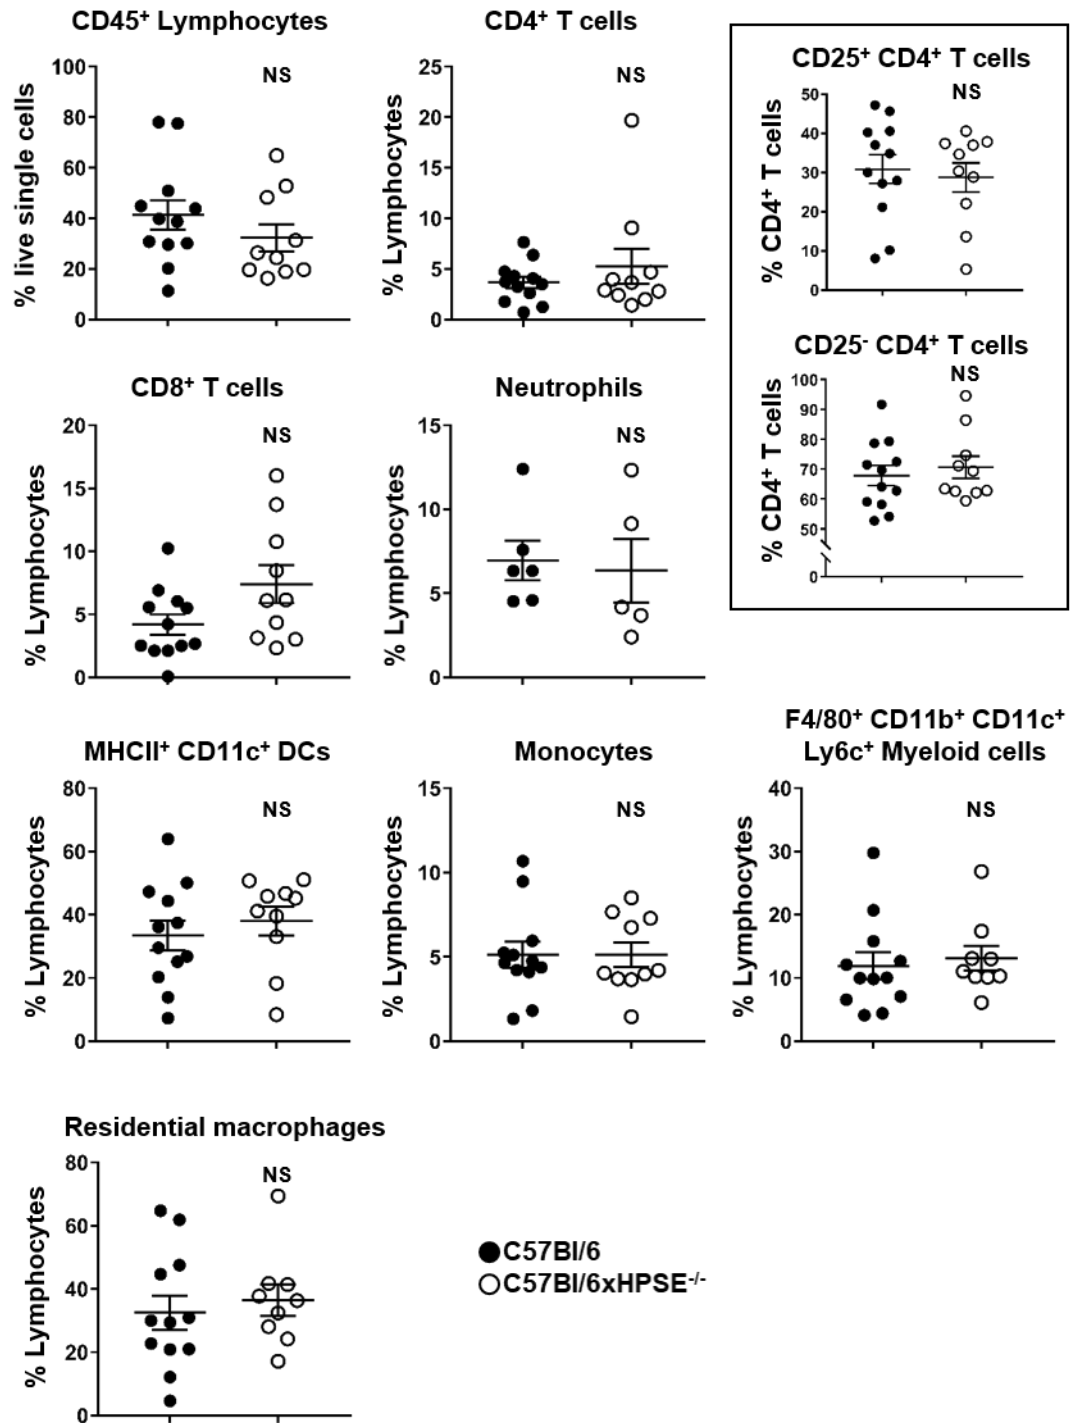 CD45⁺ Lymphocytes
% live single cells
100
80
60
40
20
0
NS
CD4⁺ T cells
% Lymphocytes
25
20
15
10
5
0
NS
CD25⁺ CD4⁺ T cells
% CD4⁺ T cells
50
40
30
20
10
0
NS
CD25⁻ CD4⁺ T cells
% CD4⁺ T cells
100
90
80
70
60
50
0
NS
CD8⁺ T cells
% Lymphocytes
20
15
10
5
0
NS
Neutrophils
% Lymphocytes
15
10
5
0
NS
MHCII⁺ CD11c⁺ DCs
% Lymphocytes
80
60
40
20
0
NS
Monocytes
% Lymphocytes
15
10
5
0
NS
F4/80⁺ CD11b⁺ CD11c⁺
Ly6c⁺ Myeloid cells
% Lymphocytes
40
30
20
10
0
NS
Residential macrophages
% Lymphocytes
80
60
40
20
0
NS
C57Bl/6
C57Bl/6xHPSE⁻/⁻